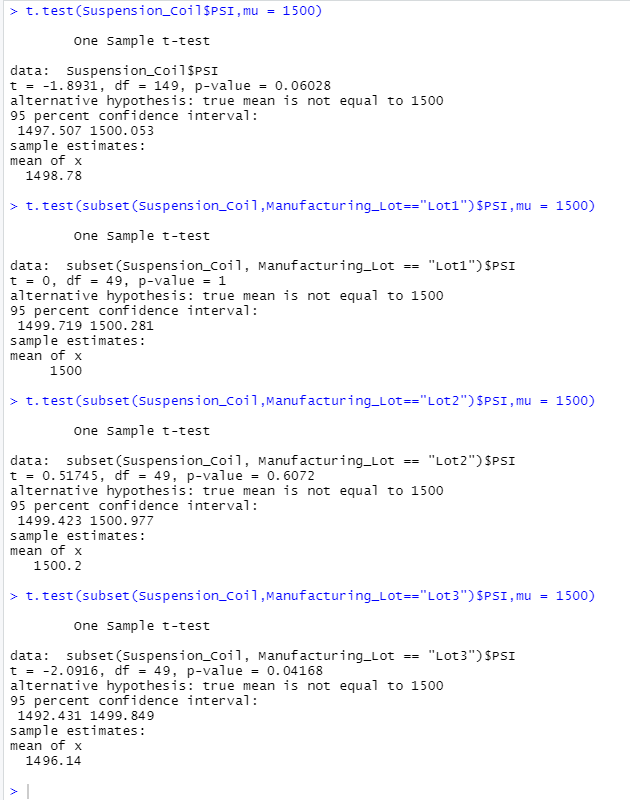 > t.test(Suspension_Coil$PSI,mu = 1500)
One Sample t-test
data:  Suspension_Coil$PSI
t = -1.8931, df = 149, p-value = 0.06028
alternative hypothesis: true mean is not equal to 1500
95 percent confidence interval:
1497.507 1500.053
sample estimates:
mean of x
1498.78
> t.test(subset(Suspension_Coil,Manufacturing_Lot=="Lot1")$PSI,mu = 1500)
One Sample t-test
data:  subset(Suspension_Coil, Manufacturing_Lot == "Lot1")$PSI
t = 0, df = 49, p-value = 1
alternative hypothesis: true mean is not equal to 1500
95 percent confidence interval:
1499.719 1500.281
sample estimates:
mean of x
1500
> t.test(subset(Suspension_Coil,Manufacturing_Lot=="Lot2")$PSI,mu = 1500)
One Sample t-test
data:  subset(Suspension_Coil, Manufacturing_Lot == "Lot2")$PSI
t = 0.51745, df = 49, p-value = 0.6072
alternative hypothesis: true mean is not equal to 1500
95 percent confidence interval:
1499.423 1500.977
sample estimates:
mean of x
1500.2
> t.test(subset(Suspension_Coil,Manufacturing_Lot=="Lot3")$PSI,mu = 1500)
One Sample t-test
data:  subset(Suspension_Coil, Manufacturing_Lot == "Lot3")$PSI
t = -2.0916, df = 49, p-value = 0.04168
alternative hypothesis: true mean is not equal to 1500
95 percent confidence interval:
1492.431 1499.849
sample estimates:
mean of x
1496.14
>